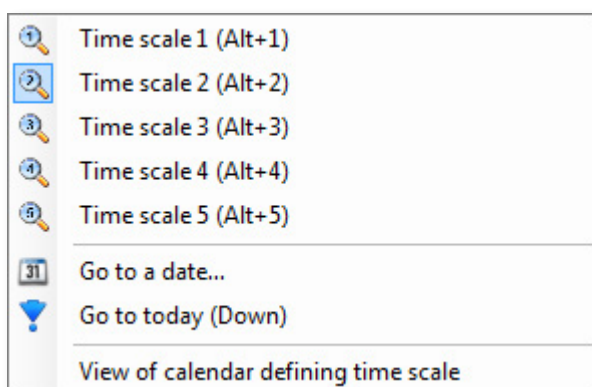 Time scale 1 (Alt+1)
Time scale 2 (Alt+2)
Time scale 3 (Alt+3)
Time scale 4 (Alt+4)
Time scale 5 (Alt+5)
31 Go to a date...
Go to today (Down)
View of calendar defining time scale